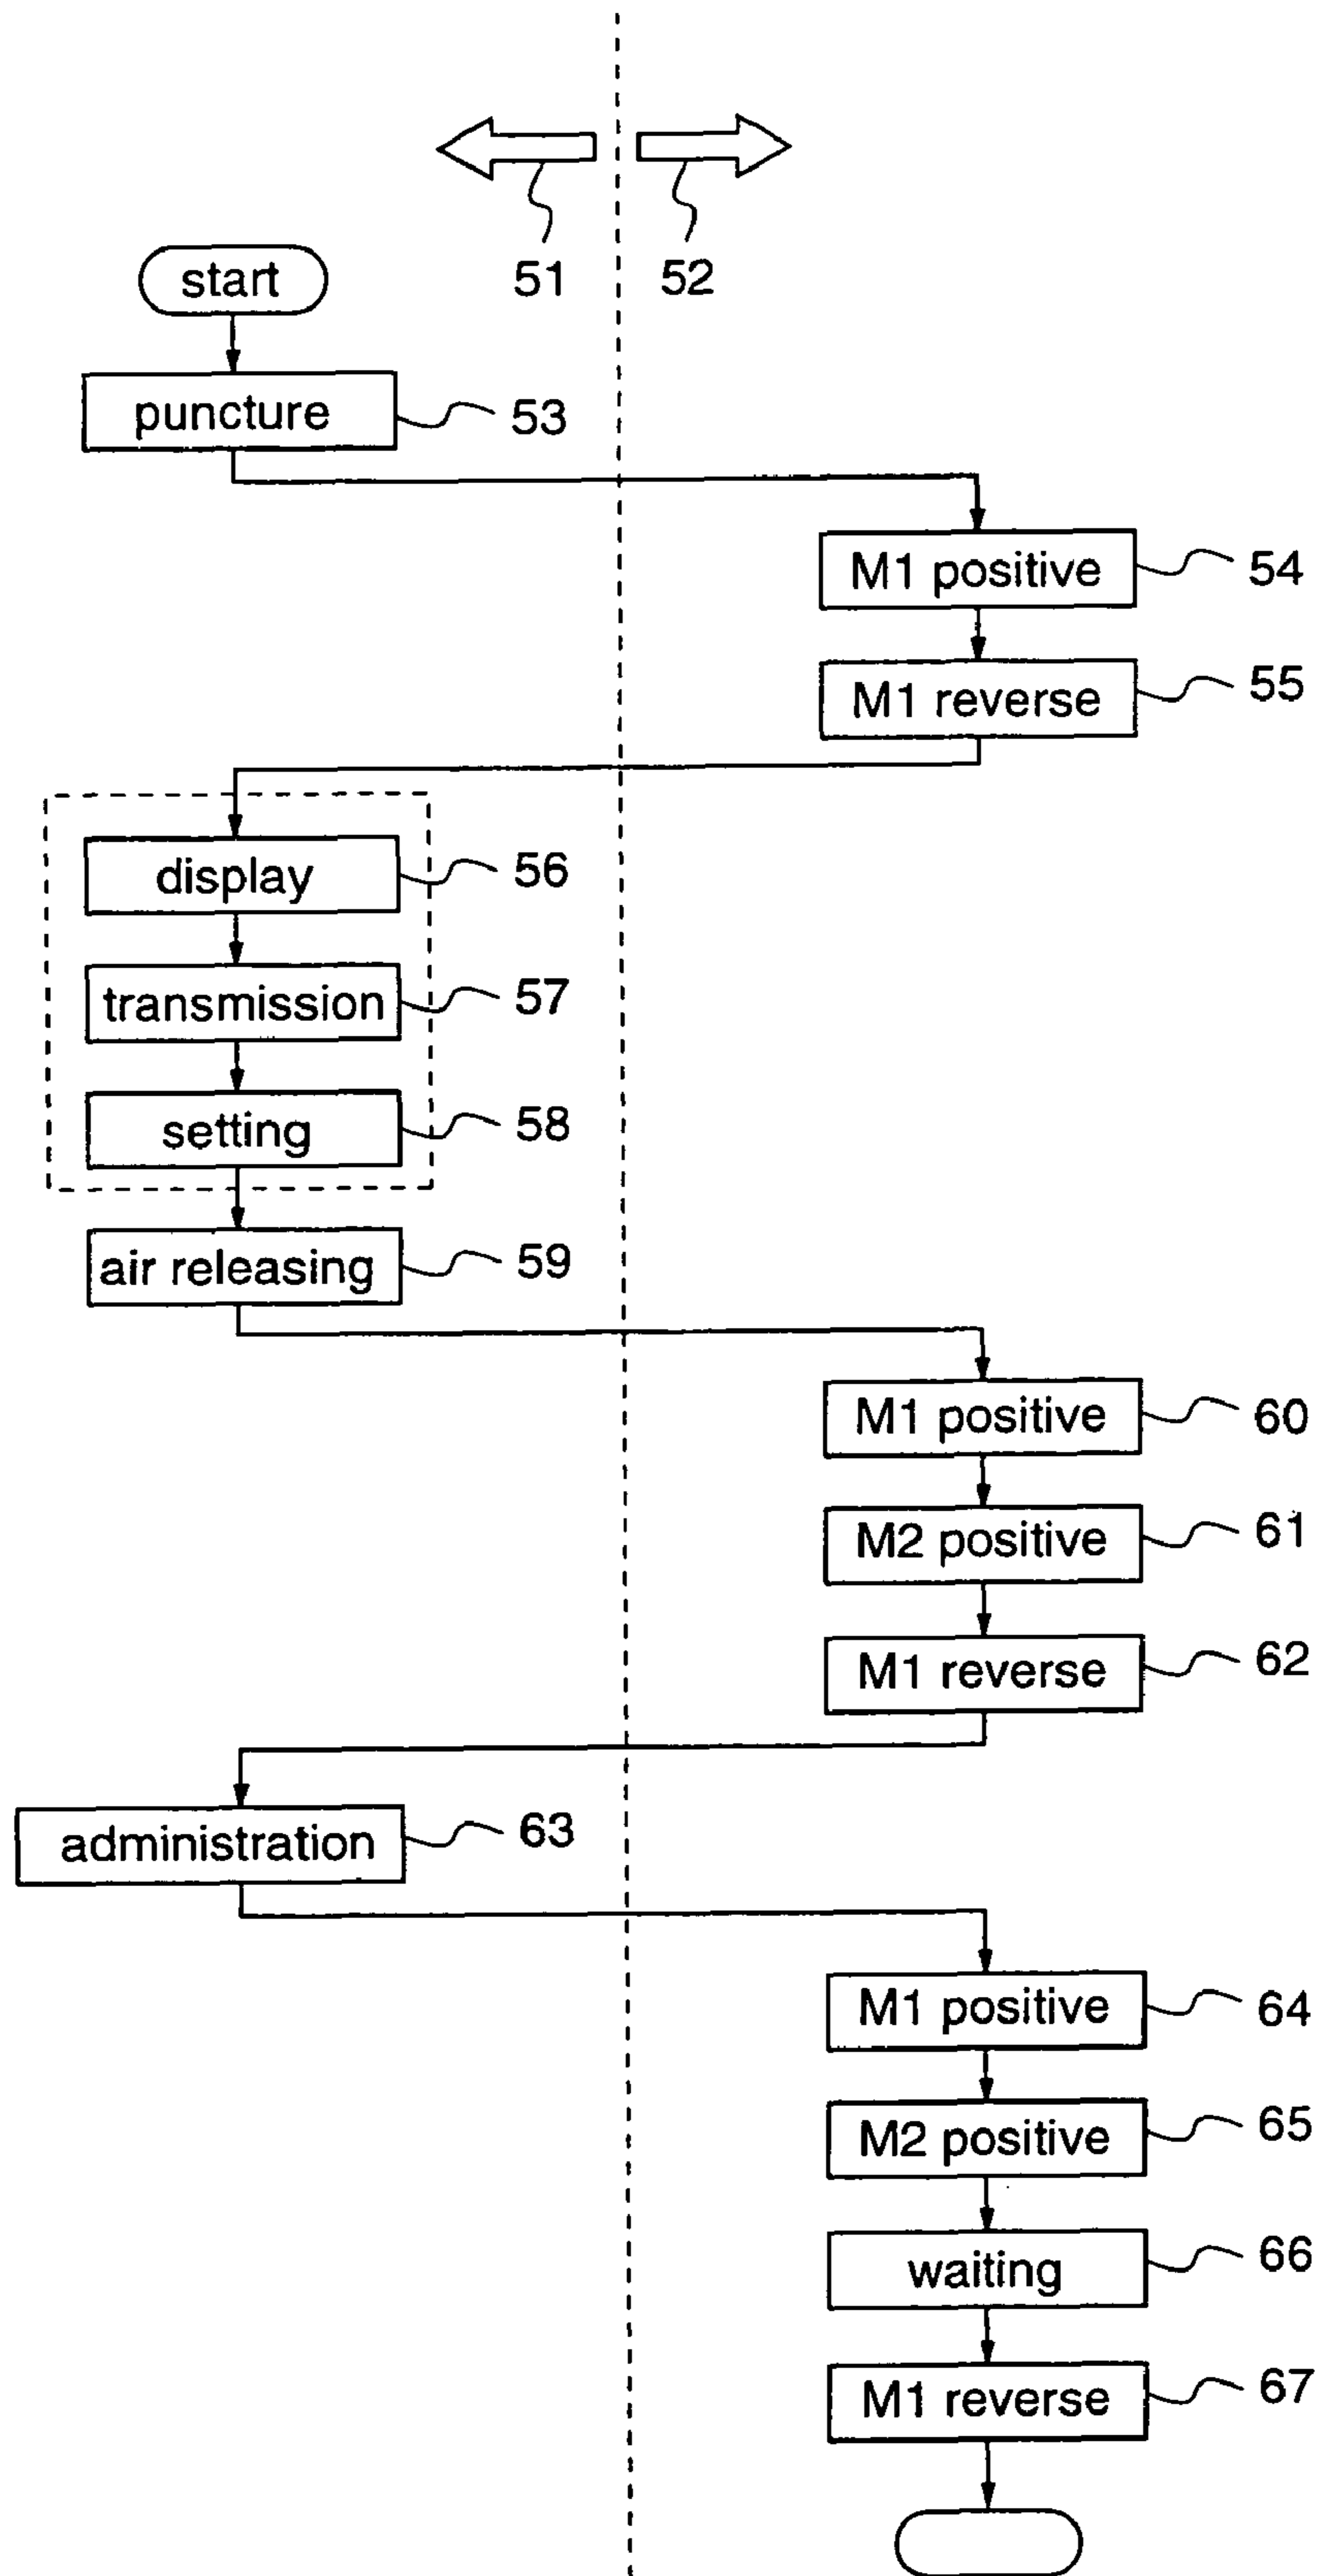 51 52
start
puncture 53
M1 positive 54
M1 reverse 55
display 56
transmission 57
setting 58
air releasing 59
M1 positive 60
M2 positive 61
M1 reverse 62
administration 63
M1 positive 64
M2 positive 65
waiting 66
M1 reverse 67